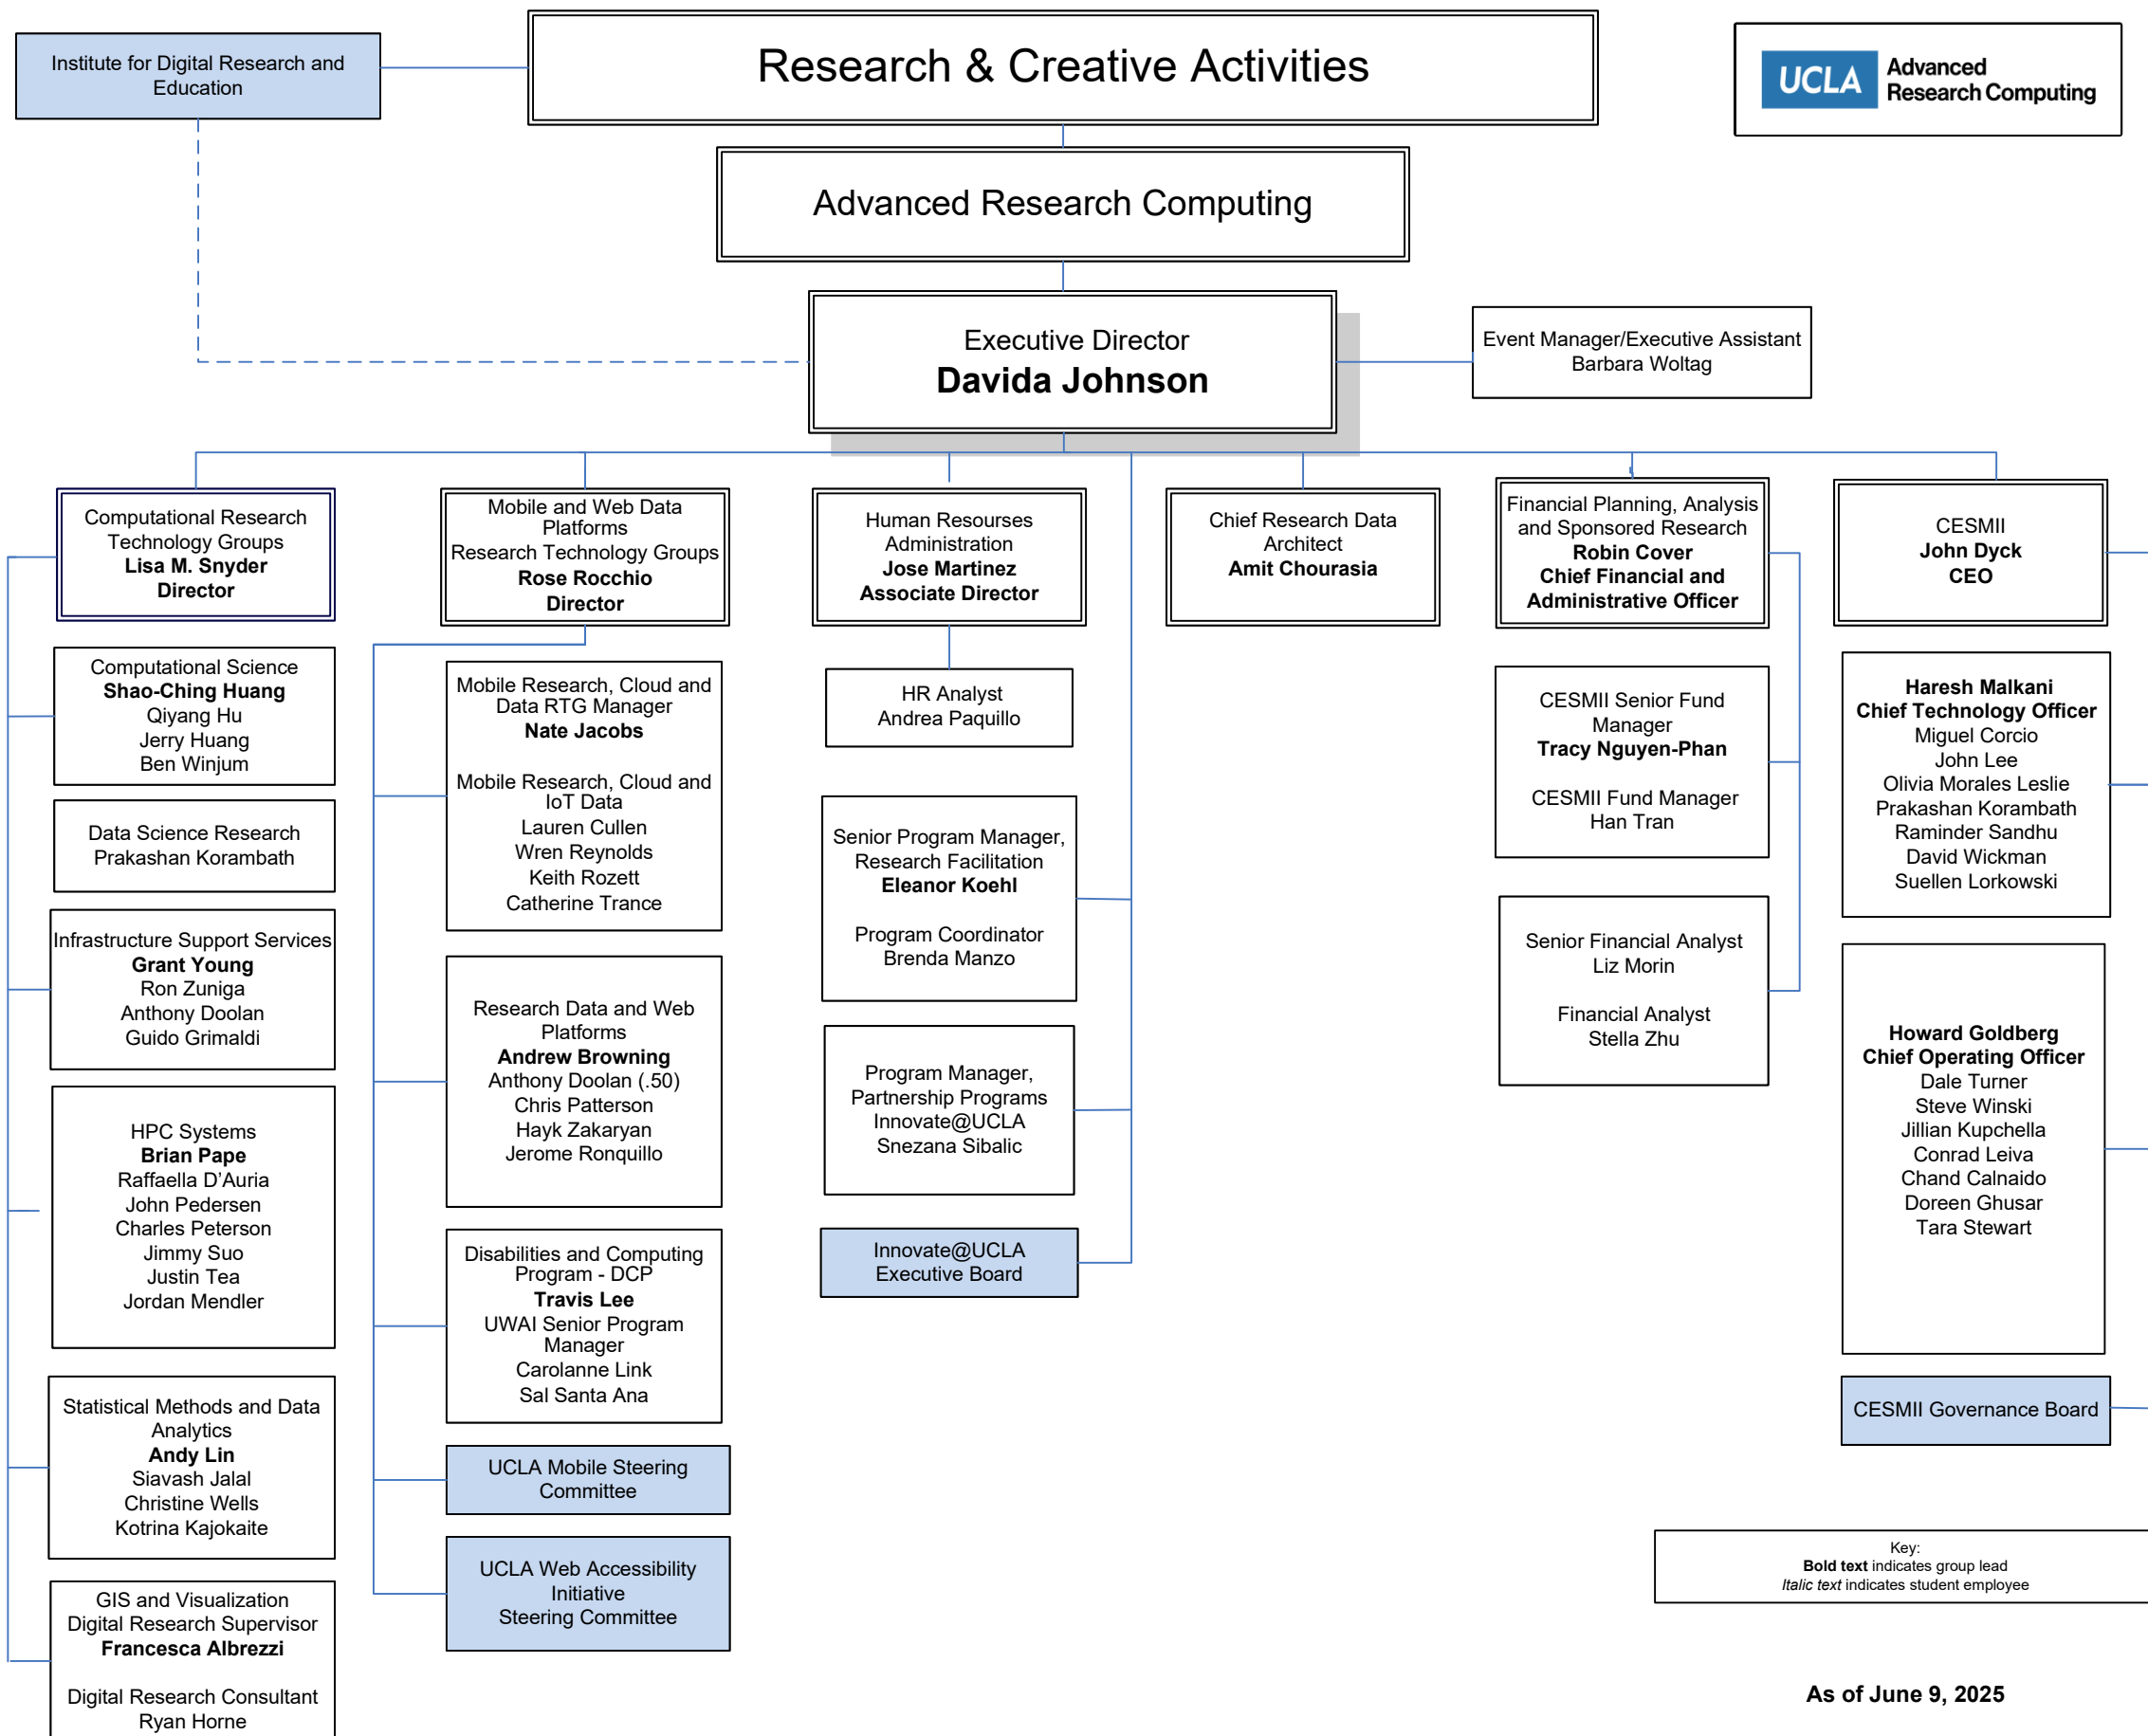 Institute for Digital Research and
Education
Research & Creative Activities
UCLA
Advanced
Research Computing
Advanced Research Computing
Executive Director
Davida Johnson
Event Manager/Executive Assistant
Barbara Woltag
Computational Research
Technology Groups
Lisa M. Snyder
Director
Computational Science
Shao-Ching Huang
Qiyang Hu
Jerry Huang
Ben Winjum
Data Science Research
Prakashan Korambath
Infrastructure Support Services
Grant Young
Ron Zuniga
Anthony Doolan
Guido Grimaldi
HPC Systems
Brian Pape
Raffaella D’Auria
John Pedersen
Charles Peterson
Jimmy Suo
Justin Tea
Jordan Mendler
Statistical Methods and Data
Analytics
Andy Lin
Siavash Jalal
Christine Wells
Kotrina Kajokaite
GIS and Visualization
Digital Research Supervisor
Francesca Albrezzi
Digital Research Consultant
Ryan Horne
Mobile and Web Data
Platforms
Research Technology Groups
Rose Rocchio
Director
Mobile Research, Cloud and
Data RTG Manager
Nate Jacobs
Mobile Research, Cloud and
IoT Data
Lauren Cullen
Wren Reynolds
Keith Rozett
Catherine Trance
Research Data and Web
Platforms
Andrew Browning
Anthony Doolan (.50)
Chris Patterson
Hayk Zakaryan
Jerome Ronquillo
Disabilities and Computing
Program - DCP
Travis Lee
UWAI Senior Program
Manager
Carolanne Link
Sal Santa Ana
UCLA Mobile Steering
Committee
UCLA Web Accessibility
Initiative
Steering Committee
Human Resourses
Administration
Jose Martinez
Associate Director
HR Analyst
Andrea Paquillo
Senior Program Manager,
Research Facilitation
Eleanor Koehl
Program Coordinator
Brenda Manzo
Program Manager,
Partnership Programs
Innovate@UCLA
Snezana Sibalic
Innovate@UCLA
Executive Board
Chief Research Data
Architect
Amit Chourasia
Financial Planning, Analysis
and Sponsored Research
Robin Cover
Chief Financial and
Administrative Officer
CESMII Senior Fund
Manager
Tracy Nguyen-Phan
CESMII Fund Manager
Han Tran
Senior Financial Analyst
Liz Morin
Financial Analyst
Stella Zhu
CESMII
John Dyck
CEO
Haresh Malkani
Chief Technology Officer
Miguel Corcio
John Lee
Olivia Morales Leslie
Prakashan Korambath
Raminder Sandhu
David Wickman
Suellen Lorkowski
Howard Goldberg
Chief Operating Officer
Dale Turner
Steve Winski
Jillian Kupchella
Conrad Leiva
Chand Calnaido
Doreen Ghusar
Tara Stewart
CESMII Governance Board
Key:
Bold text indicates group lead
Italic text indicates student employee
As of June 9, 2025